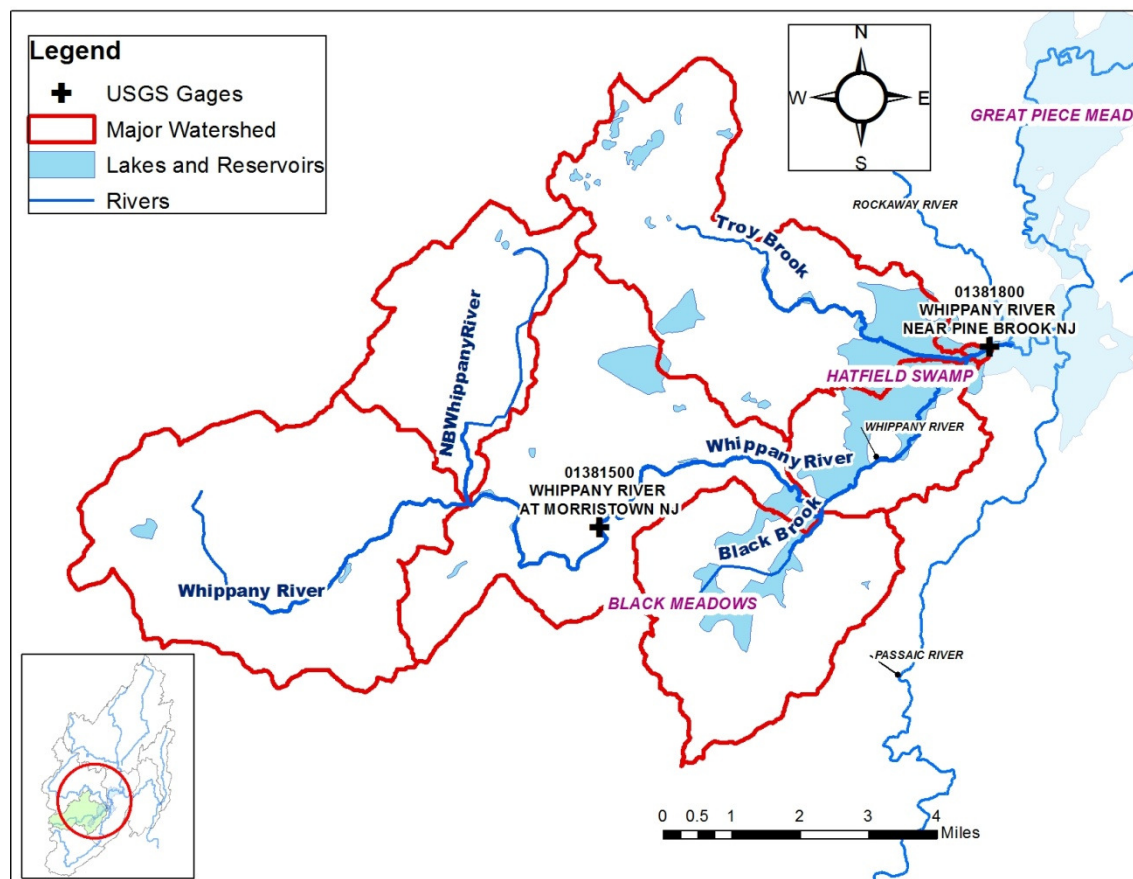 Legend
USGS Gages
Major Watershed
Lakes and Reservoirs
Rivers
N
W
E
S
GREAT PIECE MEAD
ROCKAWAY RIVER
Troy Brook
01381800
WHIPPANY RIVER
NEAR PINE BROOK NJ
HATFIELD SWAMP
NBWhippanyRiver
WHIPPANY RIVER
Whippany River
01381500
WHIPPANY RIVER
AT MORRISTOWN NJ
Black Brook
Whippany River
BLACK MEADOWS
PASSAIC RIVER
0 0.5 1 2 3 4
Miles